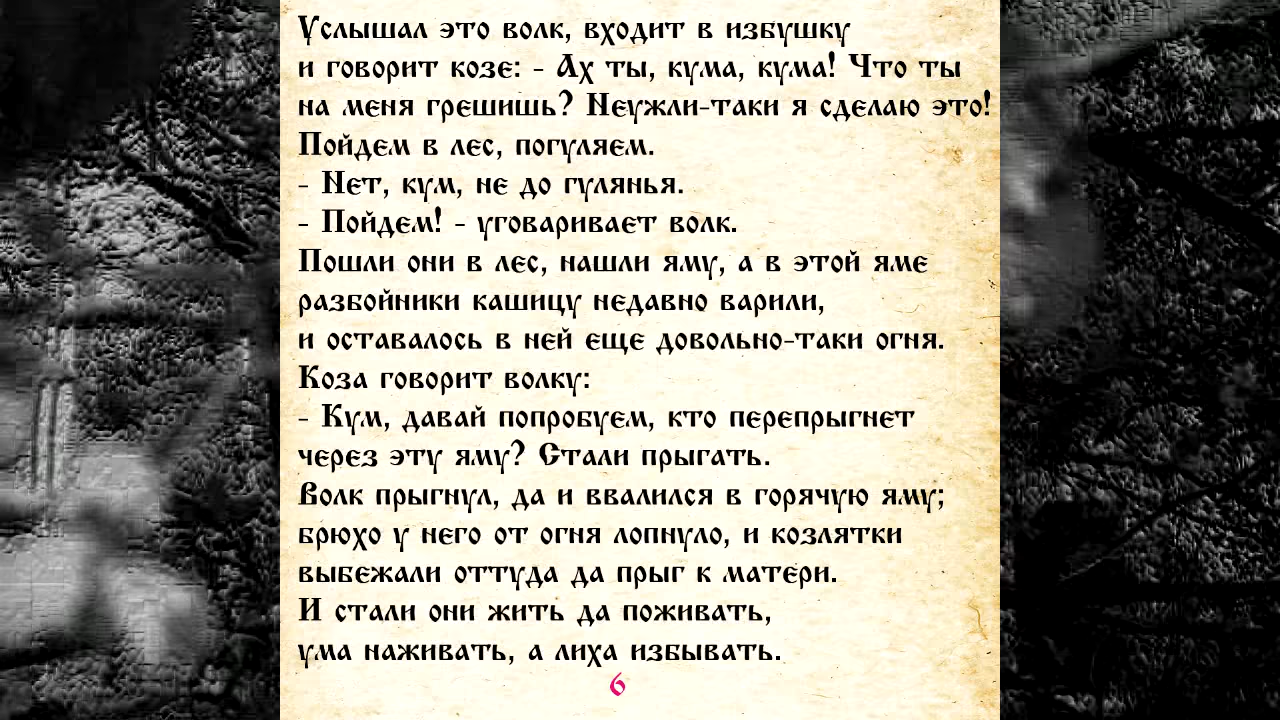 Услышал это волк, входит в избушку
и говорит козе: - Ах ты, кума, кума! Что ты
на меня грешишь? Неужли-таки я сделаю это!
Пойдем в лес, погуляем.
- Нет, кум, не до гулянья.
- Пойдем! - уговаривает волк.
Пошли они в лес, нашли яму, а в этой яме
разбойники кашицу недавно варили,
и оставалось в ней еще довольно-таки огня.
Коза говорит волку:
- Кум, давай попробуем, кто перепрыгнет
через эту яму? Стали прыгать.
Волк прыгнул, да и ввалился в горячую яму;
брюхо у него от огня лопнуло, и козлятки
выбежали оттуда да прыг к матери.
И стали они жить да поживать,
ума наживать, а лиха избывать.
6